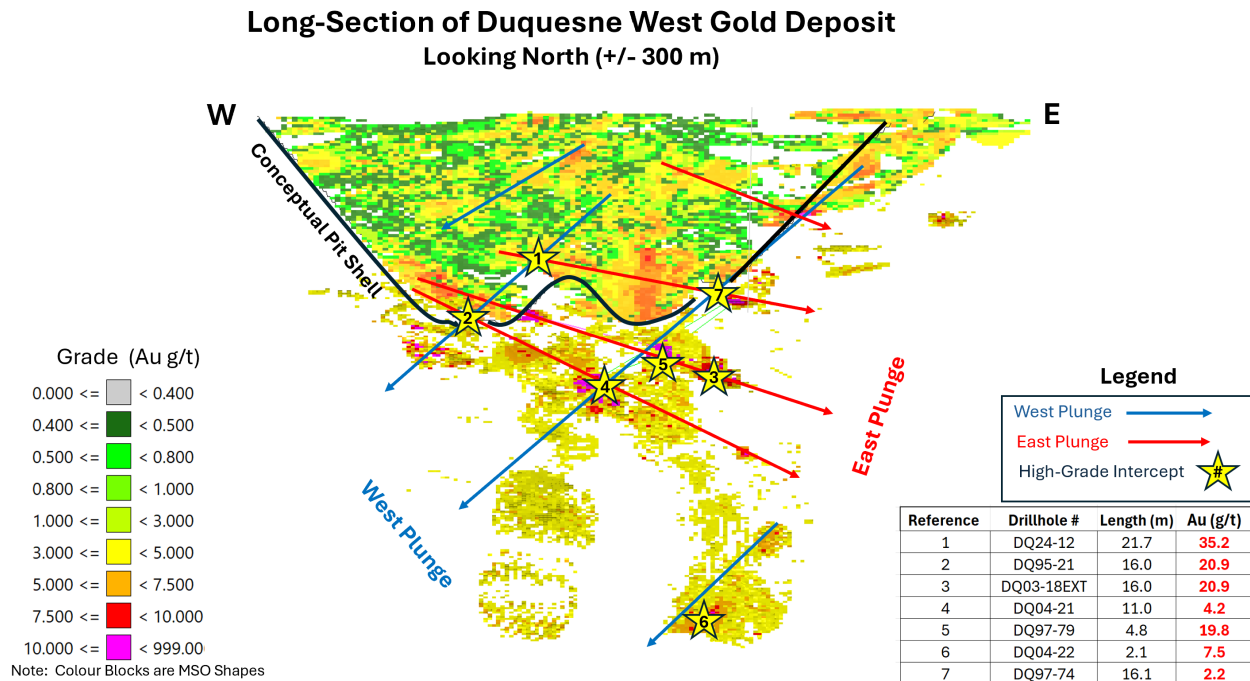 Long-Section of Duquesne West Gold Deposit
Looking North (+/- 300 m)
W
E
Conceptual Pit Shell
1
2
7
5
3
4
6
East Plunge
West Plunge
Grade (Au g/t)
0.000 <= < 0.400
0.400 <= < 0.500
0.500 <= < 0.800
0.800 <= < 1.000
1.000 <= < 3.000
3.000 <= < 5.000
5.000 <= < 7.500
7.500 <= < 10.000
10.000 <= < 999.00
Note: Colour Blocks are MSO Shapes
Legend
West Plunge
East Plunge
High-Grade Intercept #
Reference Drillhole # Length (m) Au (g/t)
1 DQ24-12 21.7 35.2
2 DQ95-21 16.0 20.9
3 DQ03-18EXT 16.0 20.9
4 DQ04-21 11.0 4.2
5 DQ97-79 4.8 19.8
6 DQ04-22 2.1 7.5
7 DQ97-74 16.1 2.2